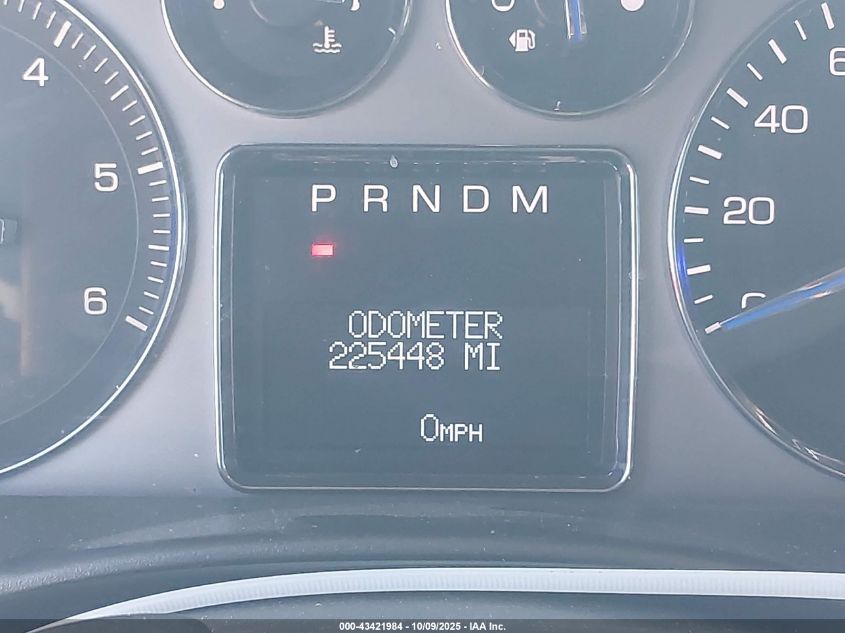 4
5
6
P R N D M
ODOMETER
225448 MI
0MPH
40
20
000-43421984 - 10/09/2025 - IAA Inc.